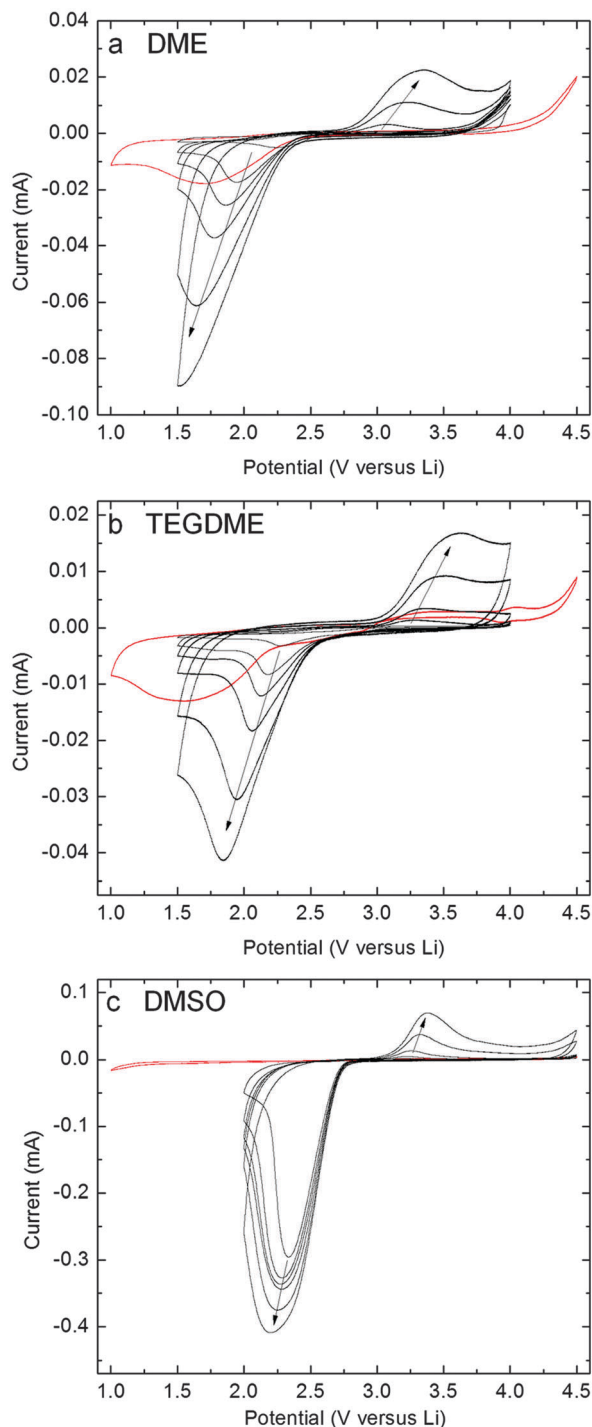 a DME
0.04
0.02
0.00
-0.02
-0.04
-0.06
-0.08
-0.10
Current (mA)
1.0 1.5 2.0 2.5 3.0 3.5 4.0 4.5
Potential (V versus Li)
b TEGDME
0.02
0.01
0.00
-0.01
-0.02
-0.03
-0.04
Current (mA)
1.0 1.5 2.0 2.5 3.0 3.5 4.0 4.5
Potential (V versus Li)
c DMSO
0.1
0.0
-0.1
-0.2
-0.3
-0.4
Current (mA)
1.0 1.5 2.0 2.5 3.0 3.5 4.0 4.5
Potential (V versus Li)